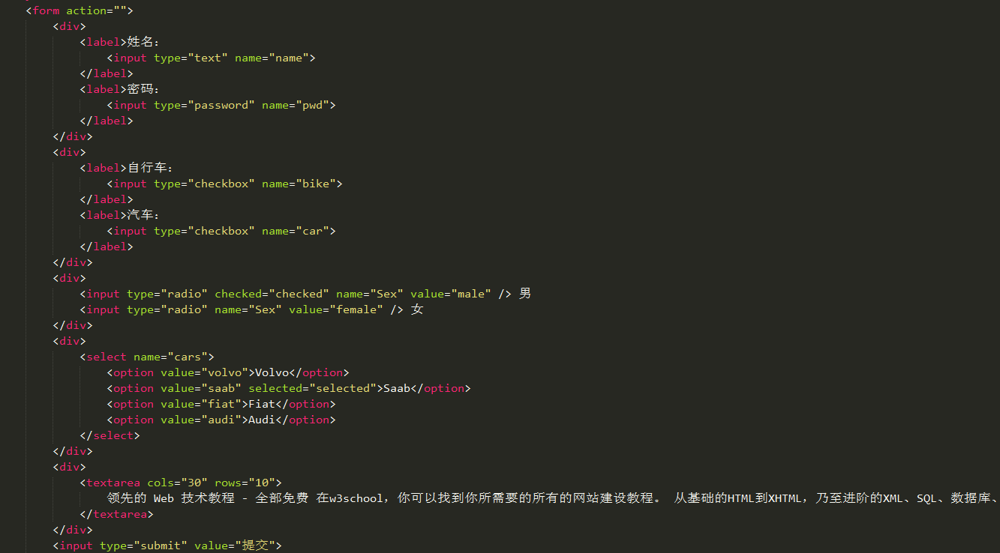 <form action="">
<div>
<label>姓名：
<input type="text" name="name">
</label>
<label>密码：
<input type="password" name="pwd">
</label>
</div>
<div>
<label>自行车：
<input type="checkbox" name="bike">
</label>
<label>汽车：
<input type="checkbox" name="car">
</label>
</div>
<div>
<input type="radio" checked="checked" name="Sex" value="male" /> 男
<input type="radio" name="Sex" value="female" /> 女
</div>
<div>
<select name="cars">
<option value="volvo">Volvo</option>
<option value="saab" selected="selected">Saab</option>
<option value="fiat">Fiat</option>
<option value="audi">Audi</option>
</select>
</div>
<div>
<textarea cols="30" rows="10">
领先的 Web 技术教程 - 全部免费 在w3school，你可以找到你所需要的所有的网站建设教程。 从基础的HTML到XHTML，乃至进阶的XML、SQL、数据库、
</textarea>
</div>
<input type="submit" value="提交">